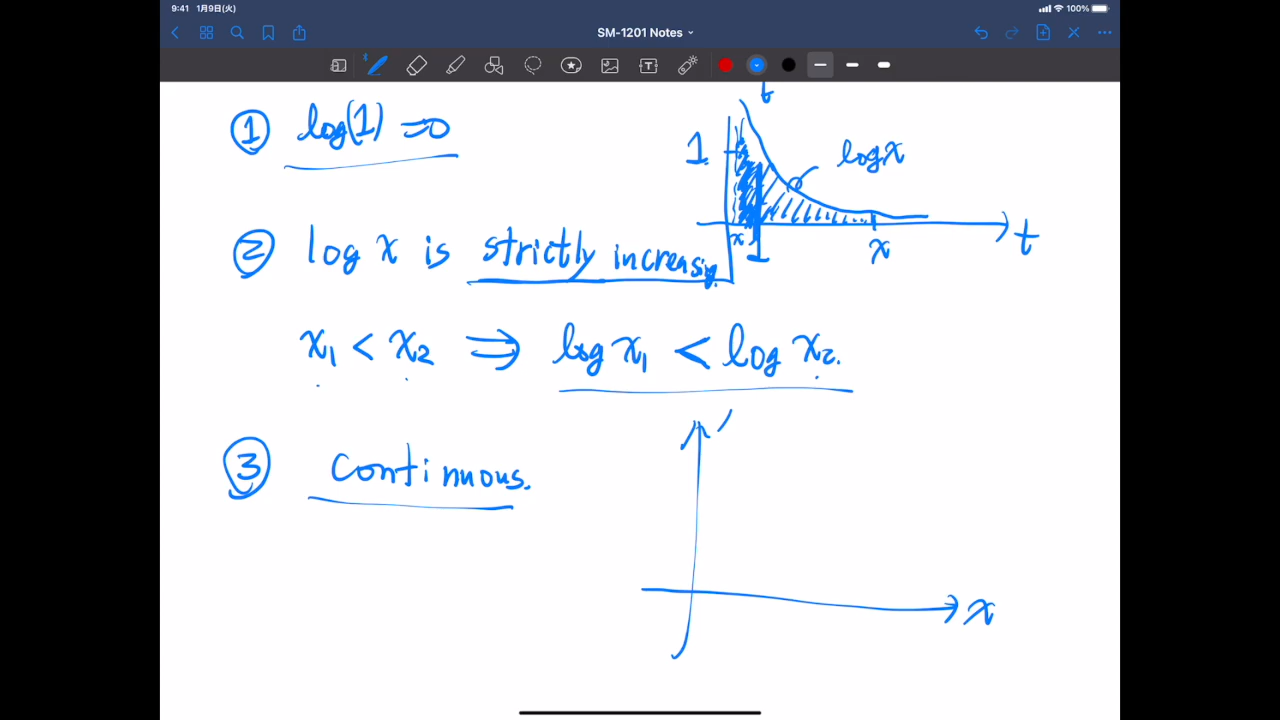 9:41 1月9日(火)
100%
SM-1201 Notes
① log(1) = 0
t
1
log x
x 1 x t
② log x is strictly increasing.
x₁ < x₂ ⇒ log x₁ < log x₂.
③ continuous.
x